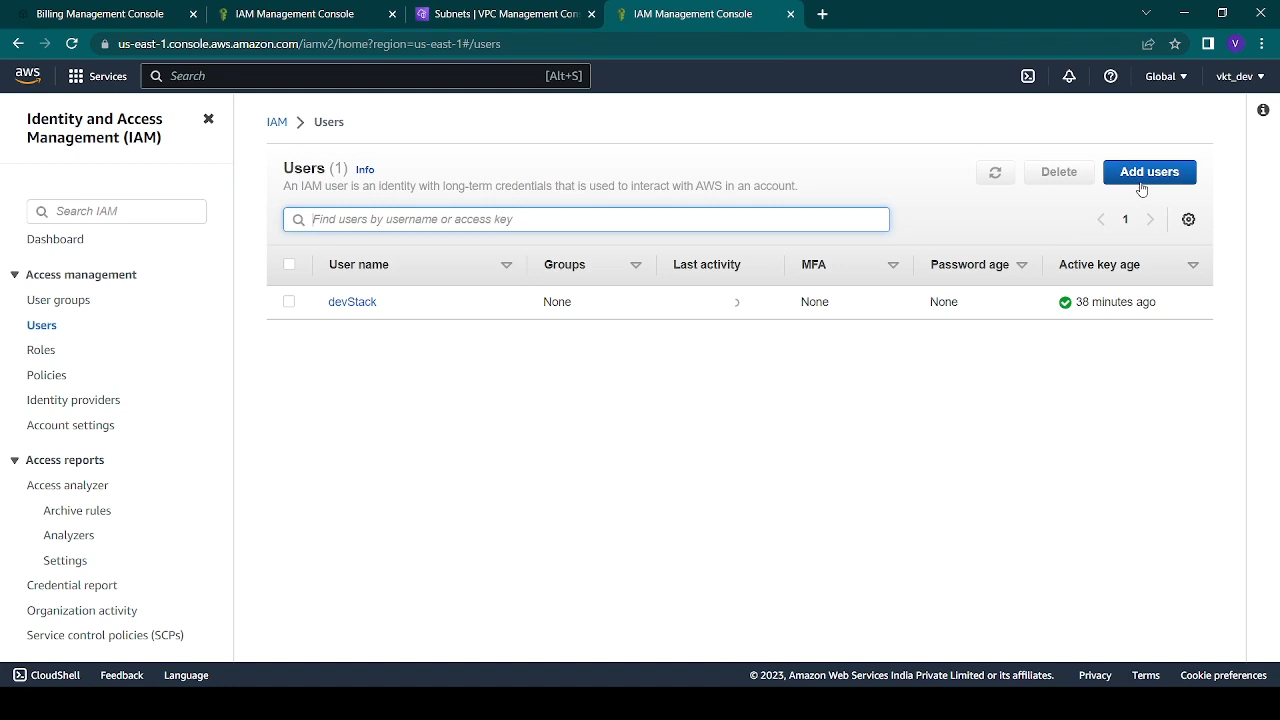 Billing Management Console
IAM Management Console
Subnets | VPC Management Con
IAM Management Console
us-east-1.console.aws.amazon.com/iamv2/home?region=us-east-1#/users
V
aws
Services
Search
[Alt+S]
Global
vkt_dev
Identity and Access
Management (IAM)
Search IAM
Dashboard
Access management
User groups
Users
Roles
Policies
Identity providers
Account settings
Access reports
Access analyzer
Archive rules
Analyzers
Settings
Credential report
Organization activity
Service control policies (SCPs)
IAM > Users
Users (1) Info
An IAM user is an identity with long-term credentials that is used to interact with AWS in an account.
Delete
Add users
Find users by username or access key
1
User name Groups Last activity MFA Password age Active key age
devStack None None None 38 minutes ago
CloudShell Feedback Language
© 2023, Amazon Web Services India Private Limited or its affiliates. Privacy Terms Cookie preferences